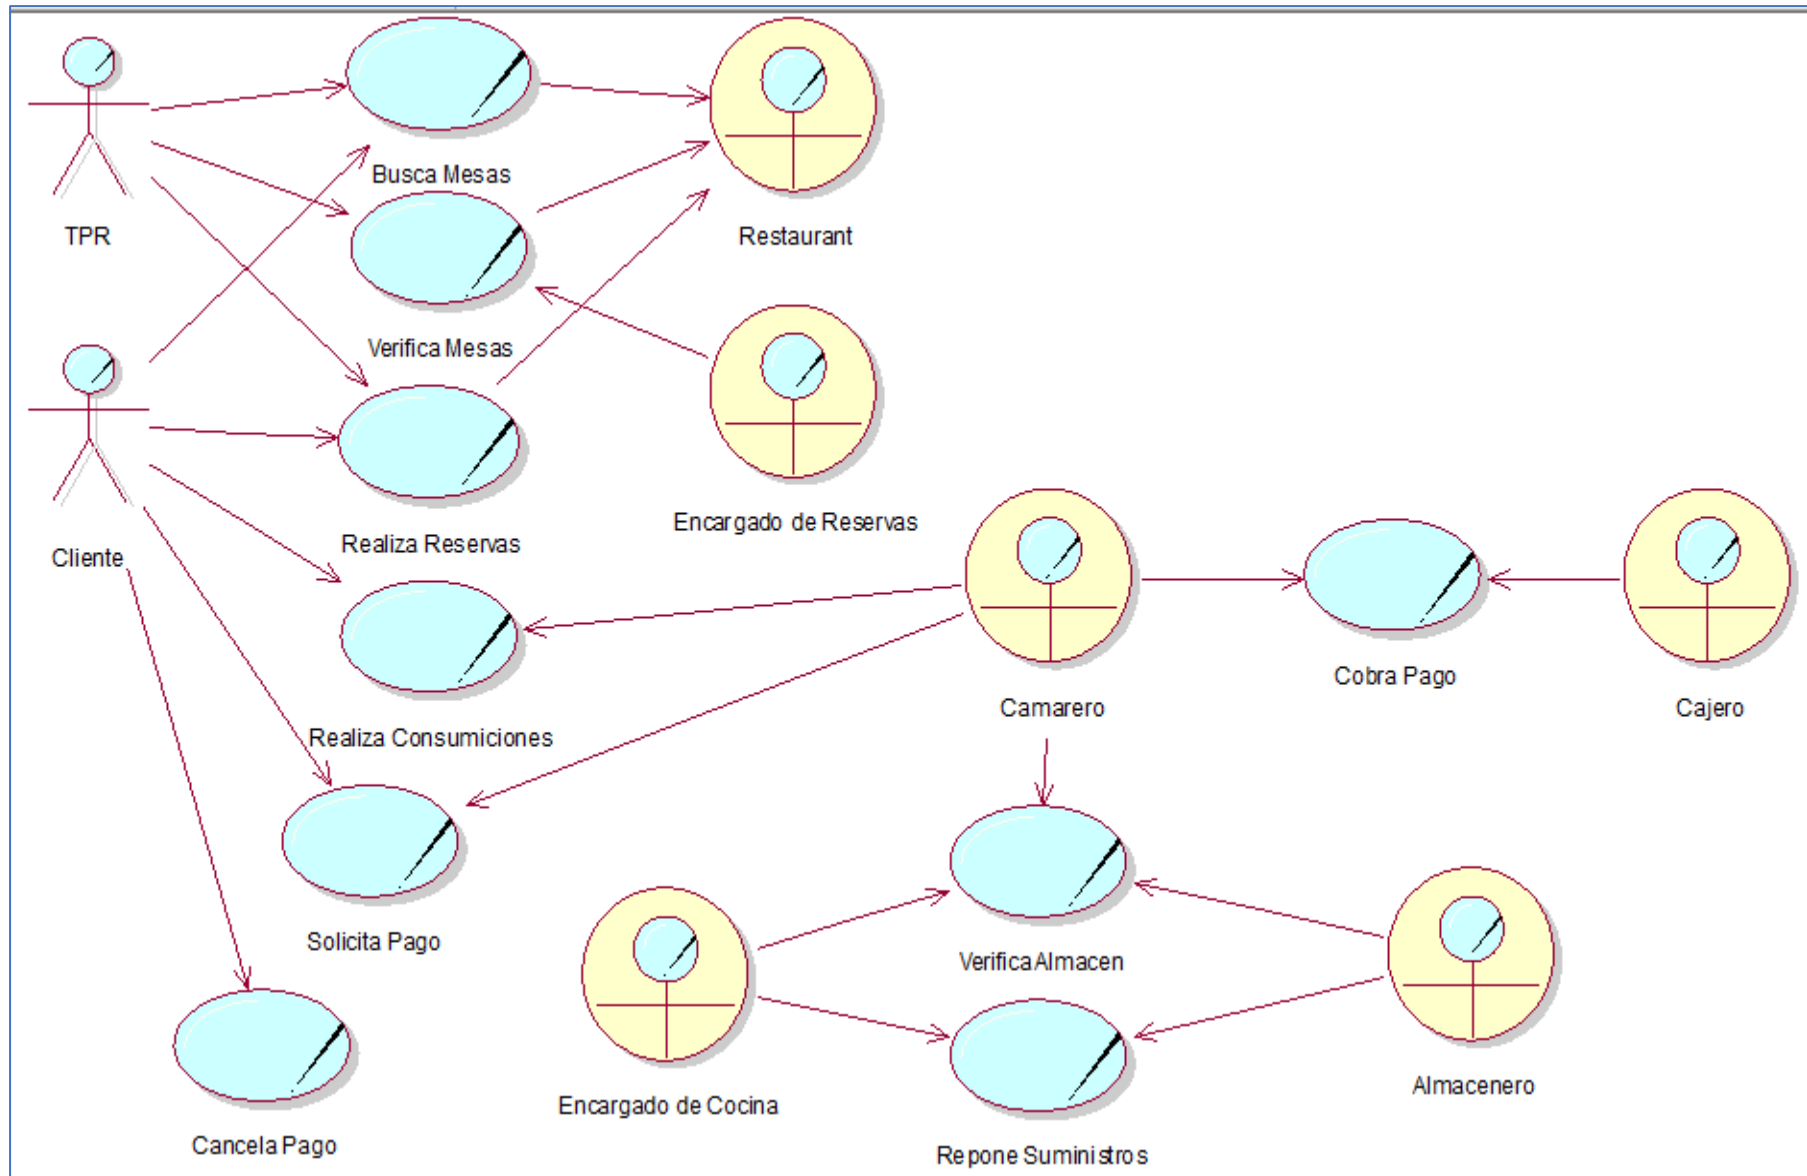 Busca Mesas
TPR
Restaurant
Verifica Mesas
Encargado de Reservas
Realiza Reservas
Cliente
Cobra Pago
Camarero
Cajero
Realiza Consumiciones
Solicita Pago
Verifica Almacen
Almacenero
Encargado de Cocina
Cancela Pago
Repone Suministros